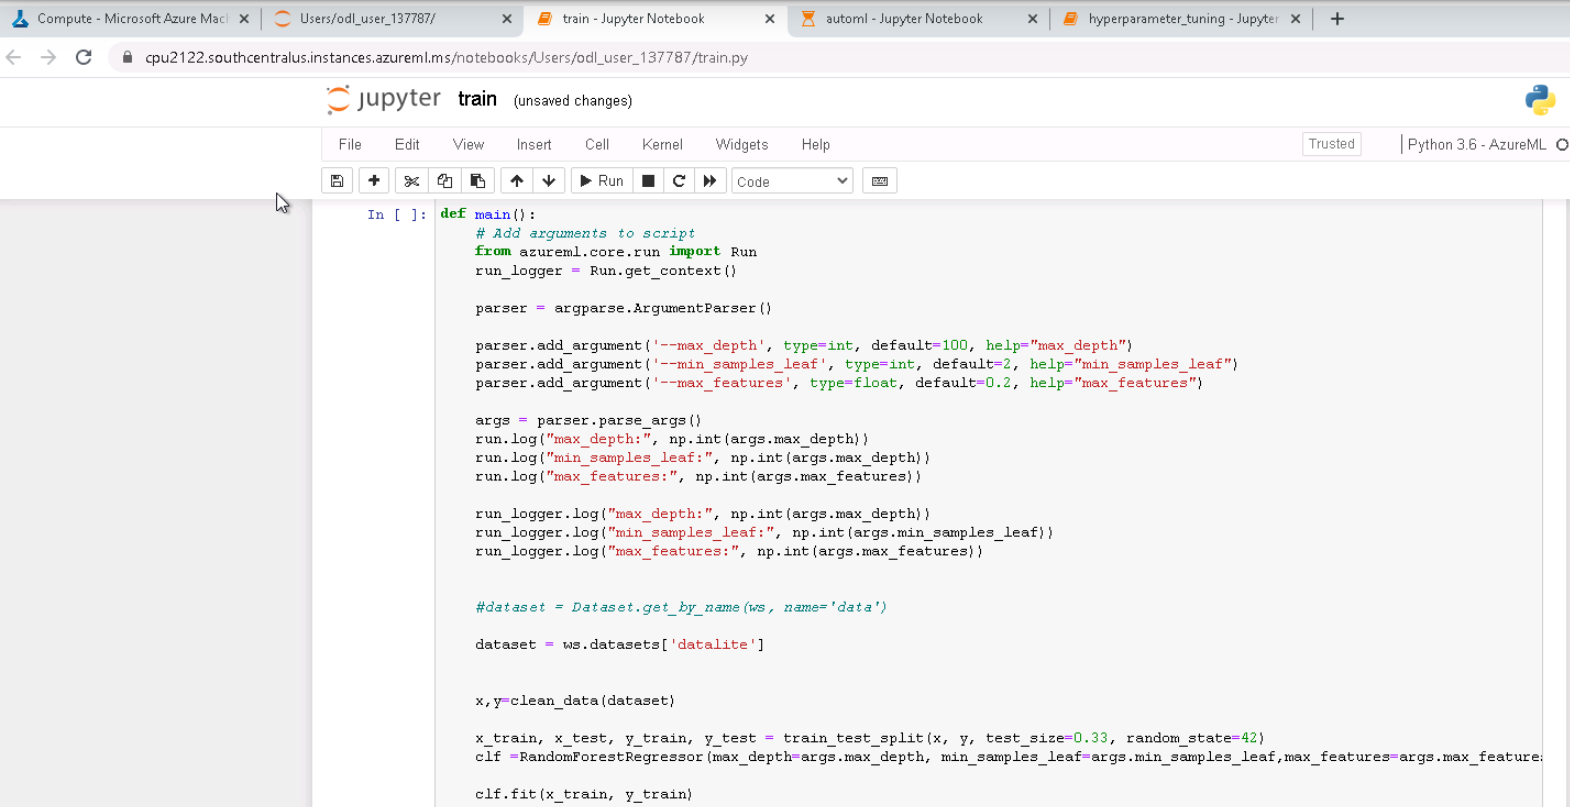 Compute - Microsoft Azure Mac
Users/odl_user_137787/
train - Jupyter Notebook
automl - Jupyter Notebook
hyperparameter_tuning - Jupyter
cpu2122.southcentralus.instances.azureml.ms/notebooks/Users/odl_user_137787/train.py
jupyter train (unsaved changes)
File Edit View Insert Cell Kernel Widgets Help Trusted Python 3.6 - AzureML
Run Code
In [ ]: def main():
# Add arguments to script
from azureml.core.run import Run
run_logger = Run.get_context()
parser = argparse.ArgumentParser()
parser.add_argument('--max_depth', type=int, default=100, help="max_depth")
parser.add_argument('--min_samples_leaf', type=int, default=2, help="min_samples_leaf")
parser.add_argument('--max_features', type=float, default=0.2, help="max_features")
args = parser.parse_args()
run.log("max_depth:", np.int(args.max_depth))
run.log("min_samples_leaf:", np.int(args.max_depth))
run.log("max_features:", np.int(args.max_features))
run_logger.log("max_depth:", np.int(args.max_depth))
run_logger.log("min_samples_leaf:", np.int(args.min_samples_leaf))
run_logger.log("max_features:", np.int(args.max_features))
#dataset = Dataset.get_by_name(ws, name='data')
dataset = ws.datasets['datalite']
x,y=clean_data(dataset)
x_train, x_test, y_train, y_test = train_test_split(x, y, test_size=0.33, random_state=42)
clf =RandomForestRegressor(max_depth=args.max_depth, min_samples_leaf=args.min_samples_leaf,max_features=args.max_feature
clf.fit(x_train, y_train)